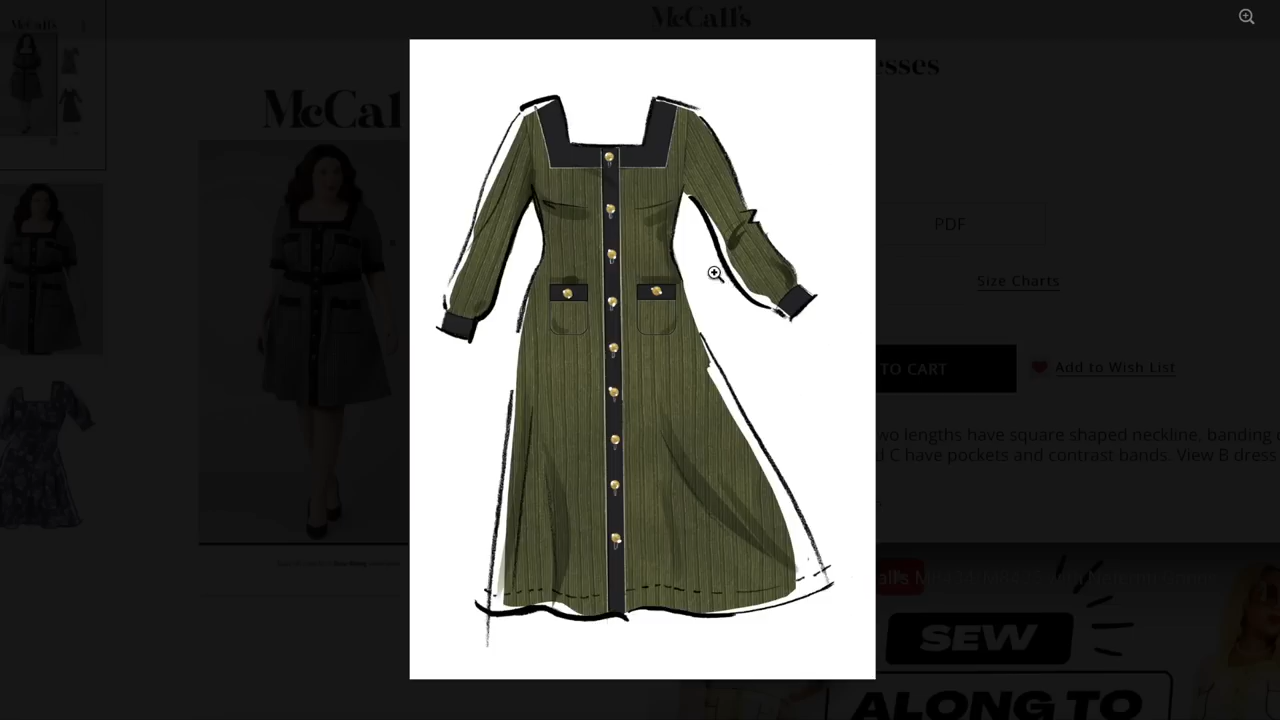 McCall's
McCall's
esses
McCal
PDF
Size Charts
TO CART
Add to Wish List
wo lengths have square shaped neckline, banding
d C have pockets and contrast bands. View B dress
SEW
ALONG TO